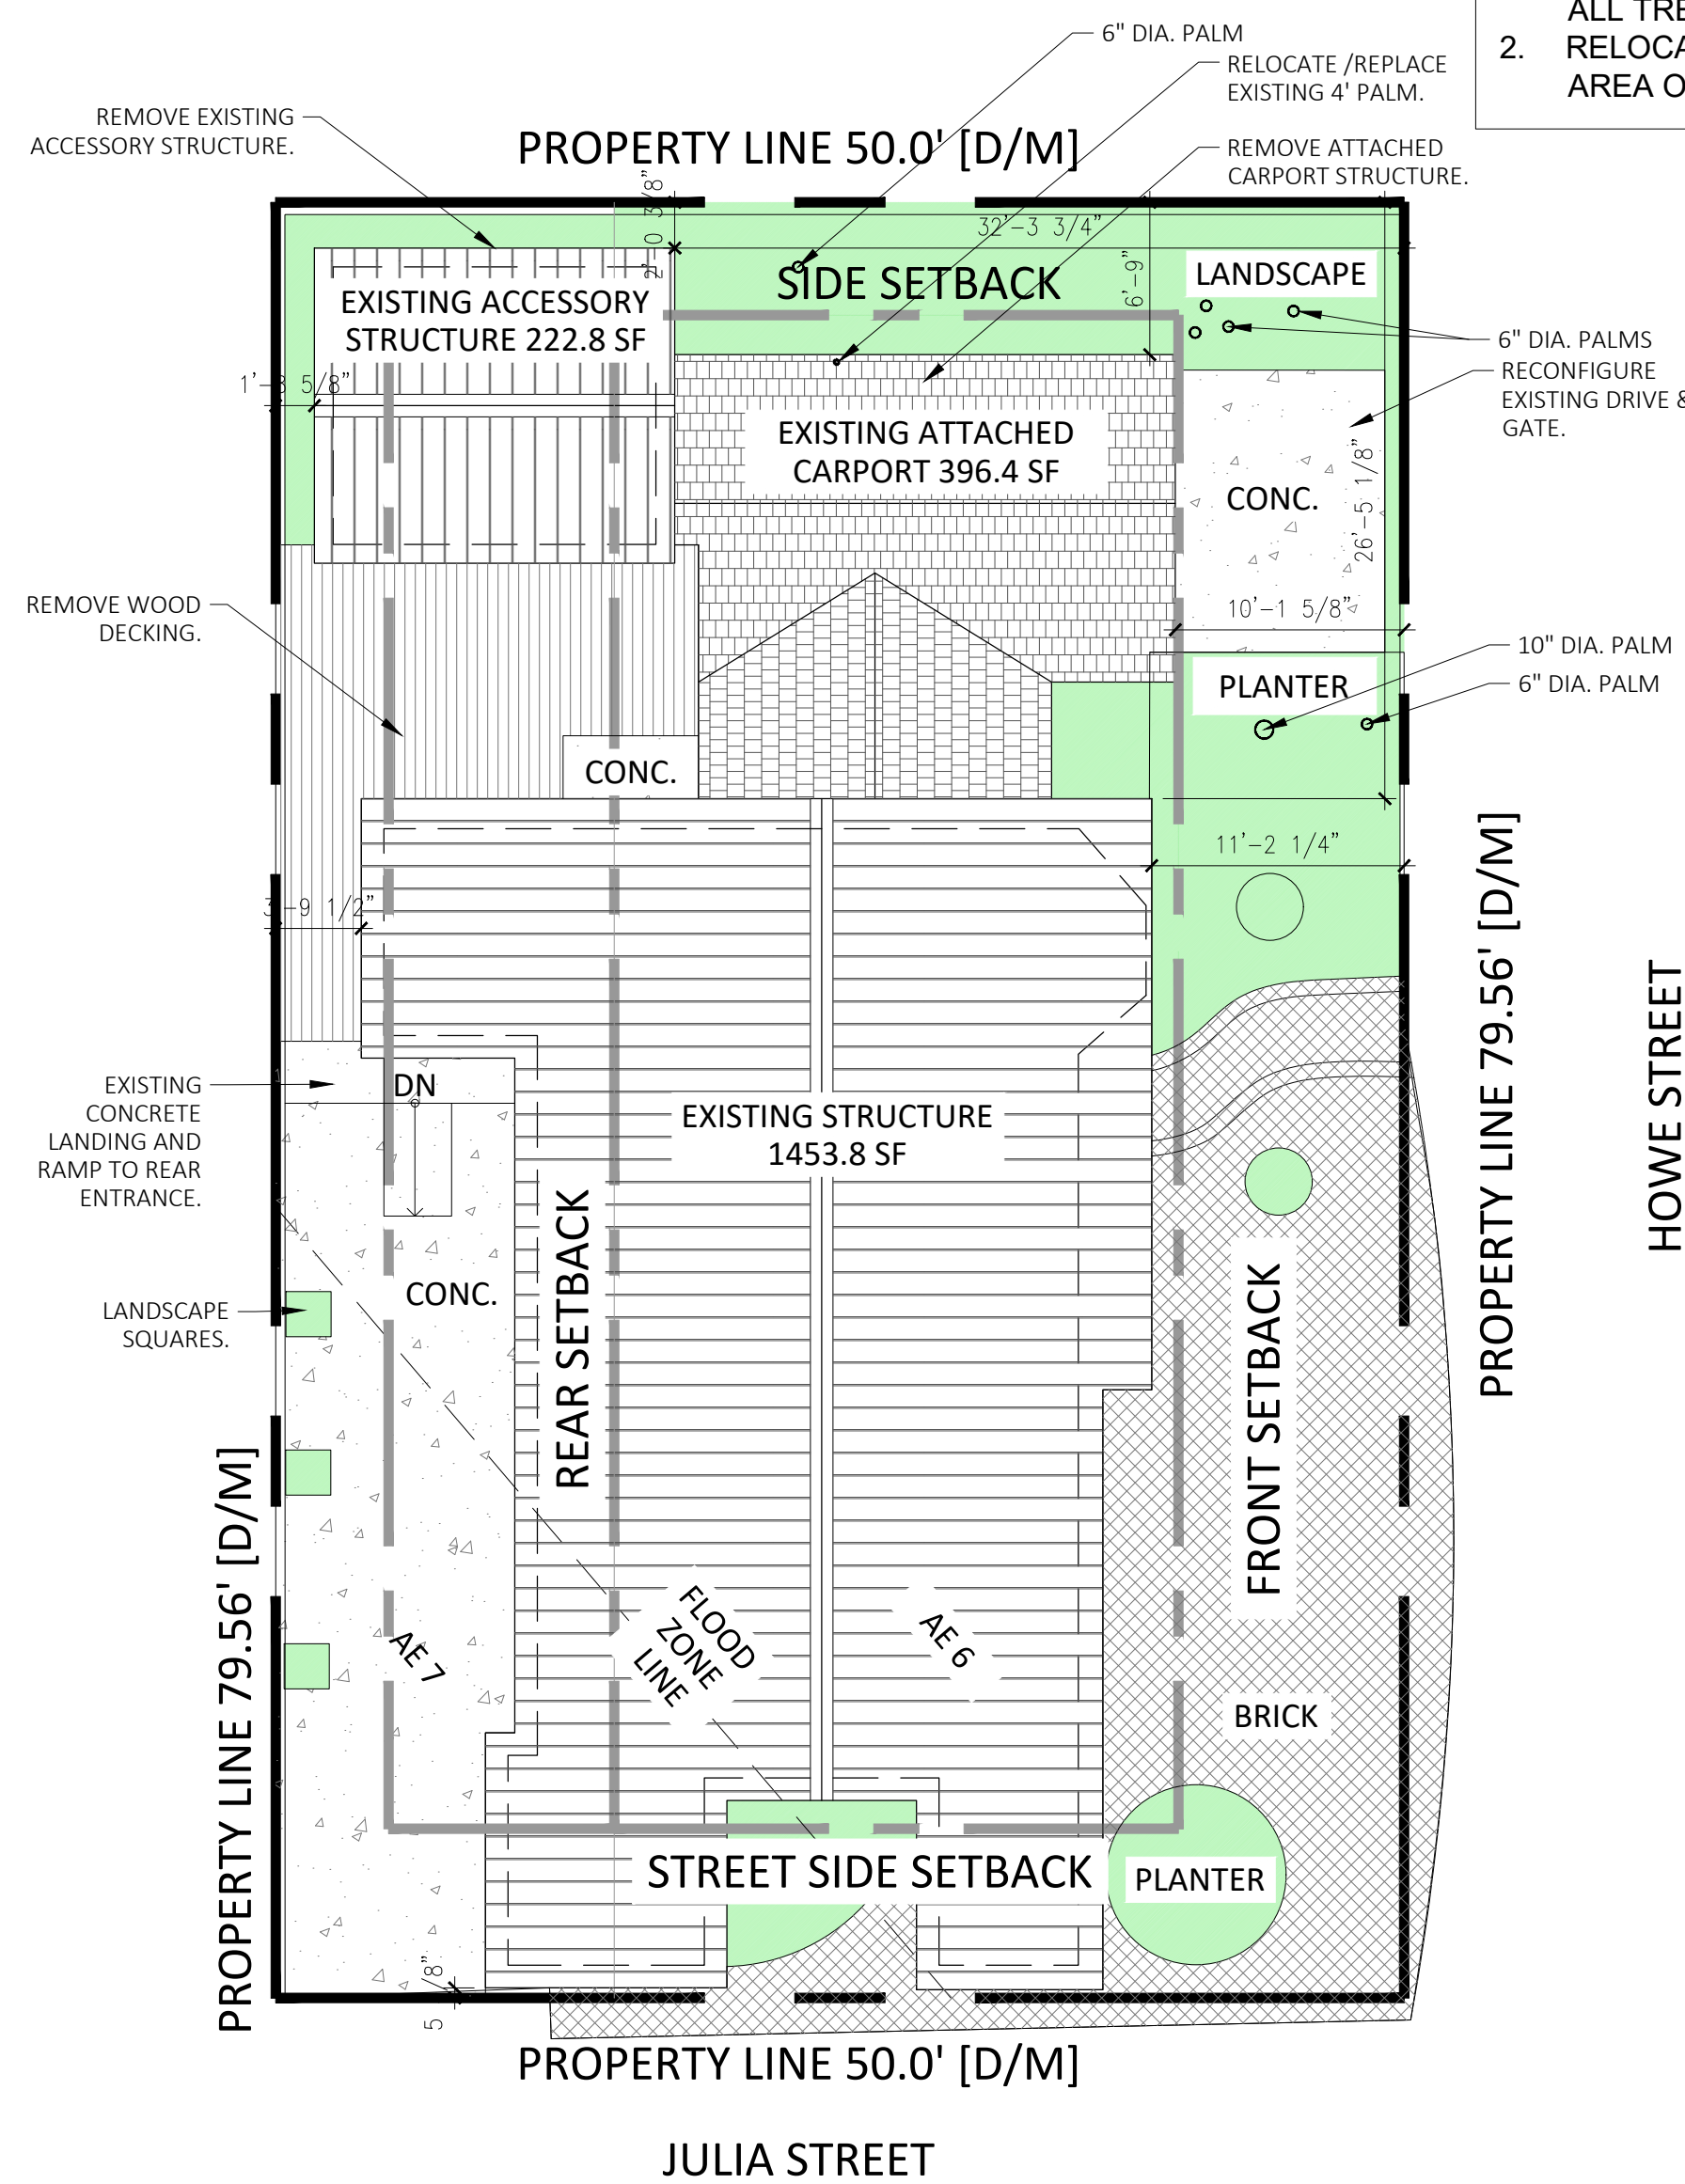 ALL TRE
2. RELOCA
AREA O
6" DIA. PALM
RELOCATE /REPLACE
EXISTING 4' PALM.
REMOVE EXISTING
ACCESSORY STRUCTURE.
PROPERTY LINE 50.0' [D/M]
REMOVE ATTACHED
CARPORT STRUCTURE.
2'-0 3/8"
32'-3 3/4"
6'-9"
SIDE SETBACK
LANDSCAPE
EXISTING ACCESSORY
STRUCTURE 222.8 SF
6" DIA. PALMS
RECONFIGURE
EXISTING DRIVE &
GATE.
1'-8 5/8"
EXISTING ATTACHED
CARPORT 396.4 SF
CONC.
26'-5 1/8"
REMOVE WOOD
DECKING.
10'-1 5/8"
10" DIA. PALM
6" DIA. PALM
PLANTER
CONC.
11'-2 1/4"
3'-9 1/2"
PROPERTY LINE 79.56' [D/M]
HOWE STREET
EXISTING
CONCRETE
LANDING AND
RAMP TO REAR
ENTRANCE.
DN
EXISTING STRUCTURE
1453.8 SF
CONC.
LANDSCAPE
SQUARES.
REAR SETBACK
FRONT SETBACK
PROPERTY LINE 79.56' [D/M]
AE 7
FLOOD
ZONE
LINE
AE 6
BRICK
STREET SIDE SETBACK
PLANTER
5 /8"
PROPERTY LINE 50.0' [D/M]
JULIA STREET